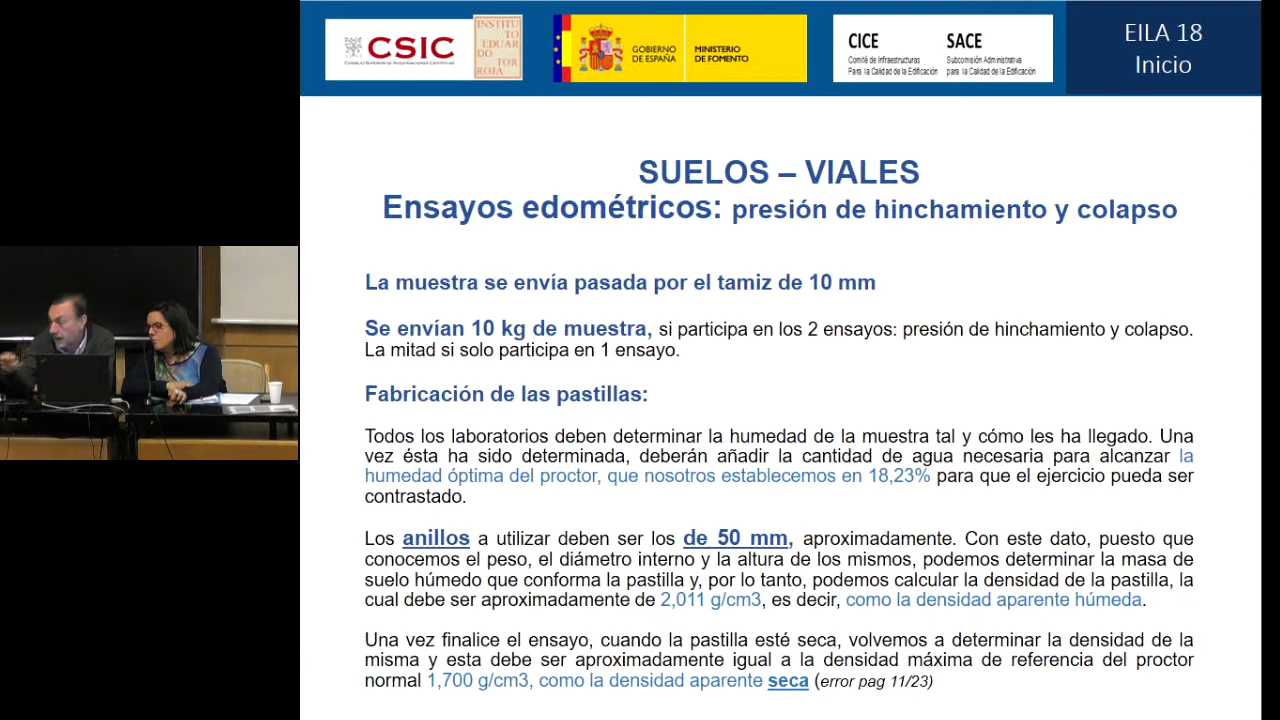 CSIC
CONSEJO SUPERIOR DE INVESTIGACIONES CIENTÍFICAS
INSTITU
TO EDUAR
DO TOR
ROJA
GOBIERNO
DE ESPAÑA
MINISTERIO
DE FOMENTO
CICE
Comité de Infraestructuras
Para la Calidad de la Edificación
SACE
Subcomisión Administrativa
para la Calidad de la Edificación
EILA 18
Inicio
SUELOS – VIALES
Ensayos edométricos: presión de hinchamiento y colapso
La muestra se envía pasada por el tamiz de 10 mm
Se envían 10 kg de muestra, si participa en los 2 ensayos: presión de hinchamiento y colapso.
La mitad si solo participa en 1 ensayo.
Fabricación de las pastillas:
Todos los laboratorios deben determinar la humedad de la muestra tal y cómo les ha llegado. Una
vez ésta ha sido determinada, deberán añadir la cantidad de agua necesaria para alcanzar la
humedad óptima del proctor, que nosotros establecemos en 18,23% para que el ejercicio pueda ser
contrastado.
Los anillos a utilizar deben ser los de 50 mm, aproximadamente. Con este dato, puesto que
conocemos el peso, el diámetro interno y la altura de los mismos, podemos determinar la masa de
suelo húmedo que conforma la pastilla y, por lo tanto, podemos calcular la densidad de la pastilla, la
cual debe ser aproximadamente de 2,011 g/cm3, es decir, como la densidad aparente húmeda.
Una vez finalice el ensayo, cuando la pastilla esté seca, volvemos a determinar la densidad de la
misma y esta debe ser aproximadamente igual a la densidad máxima de referencia del proctor
normal 1,700 g/cm3, como la densidad aparente seca (error pag 11/23)